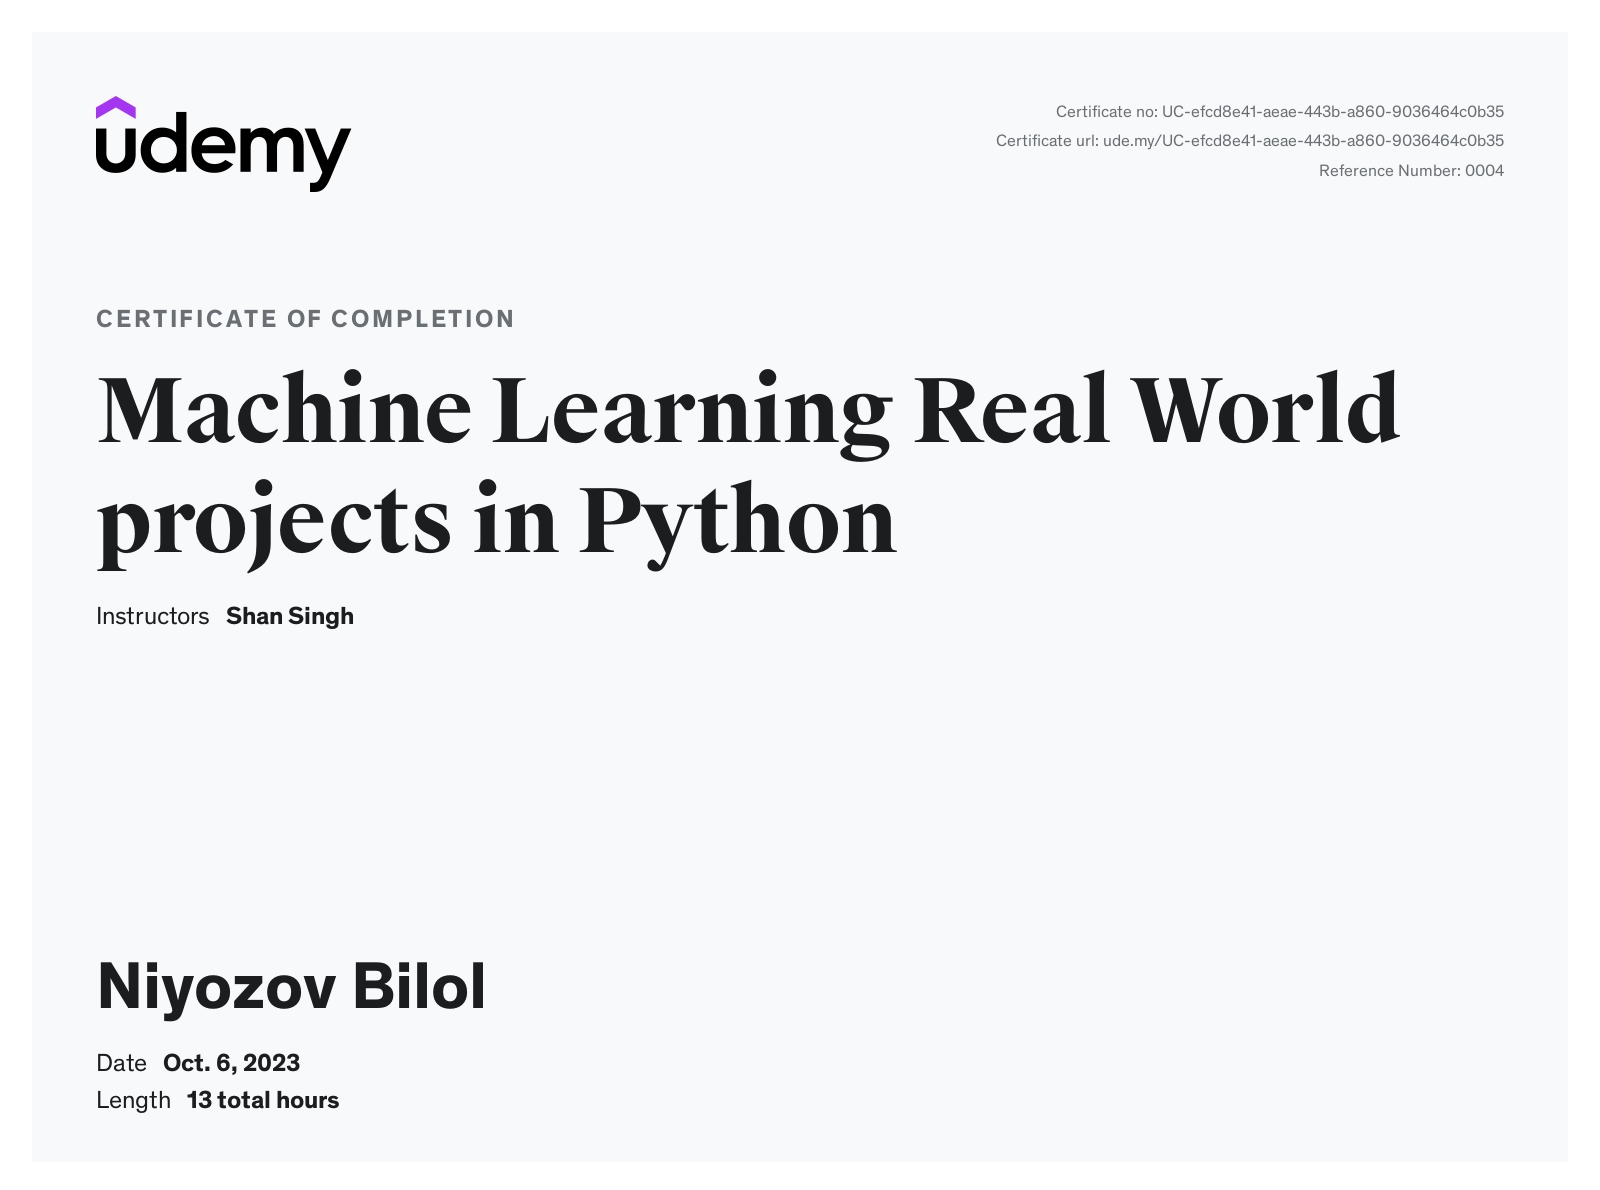 udemy
Certificate no: UC-efcd8e41-aeae-443b-a860-9036464c0b35
Certificate url: ude.my/UC-efcd8e41-aeae-443b-a860-9036464c0b35
Reference Number: 0004
CERTIFICATE OF COMPLETION
Machine Learning Real World
projects in Python
Instructors Shan Singh
Niyozov Bilol
Date Oct. 6, 2023
Length 13 total hours